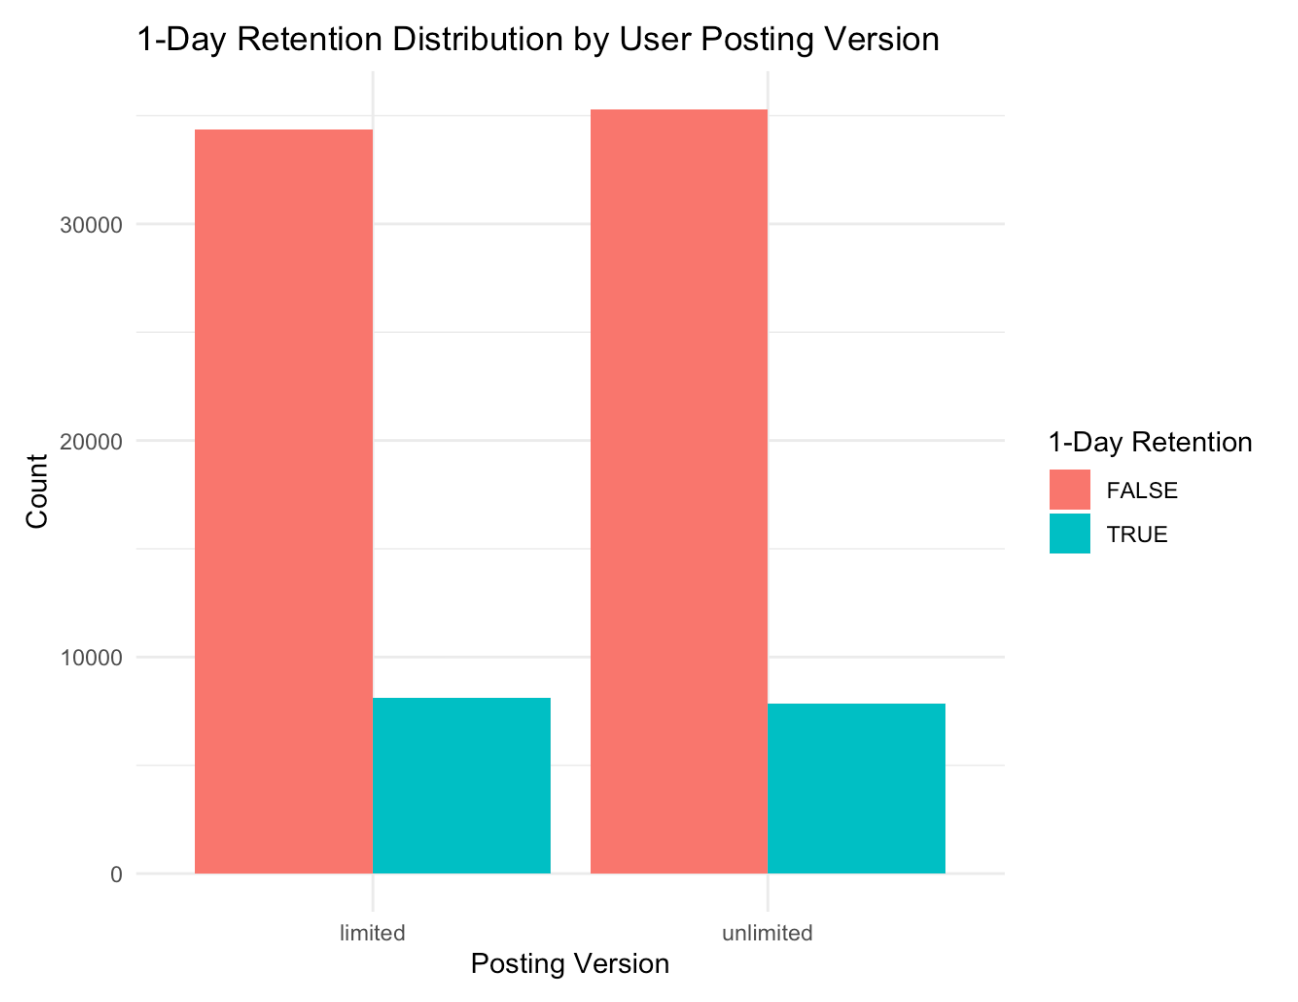 1-Day Retention Distribution by User Posting Version
Count
30000
20000
10000
0
limited
unlimited
Posting Version
1-Day Retention
FALSE
TRUE